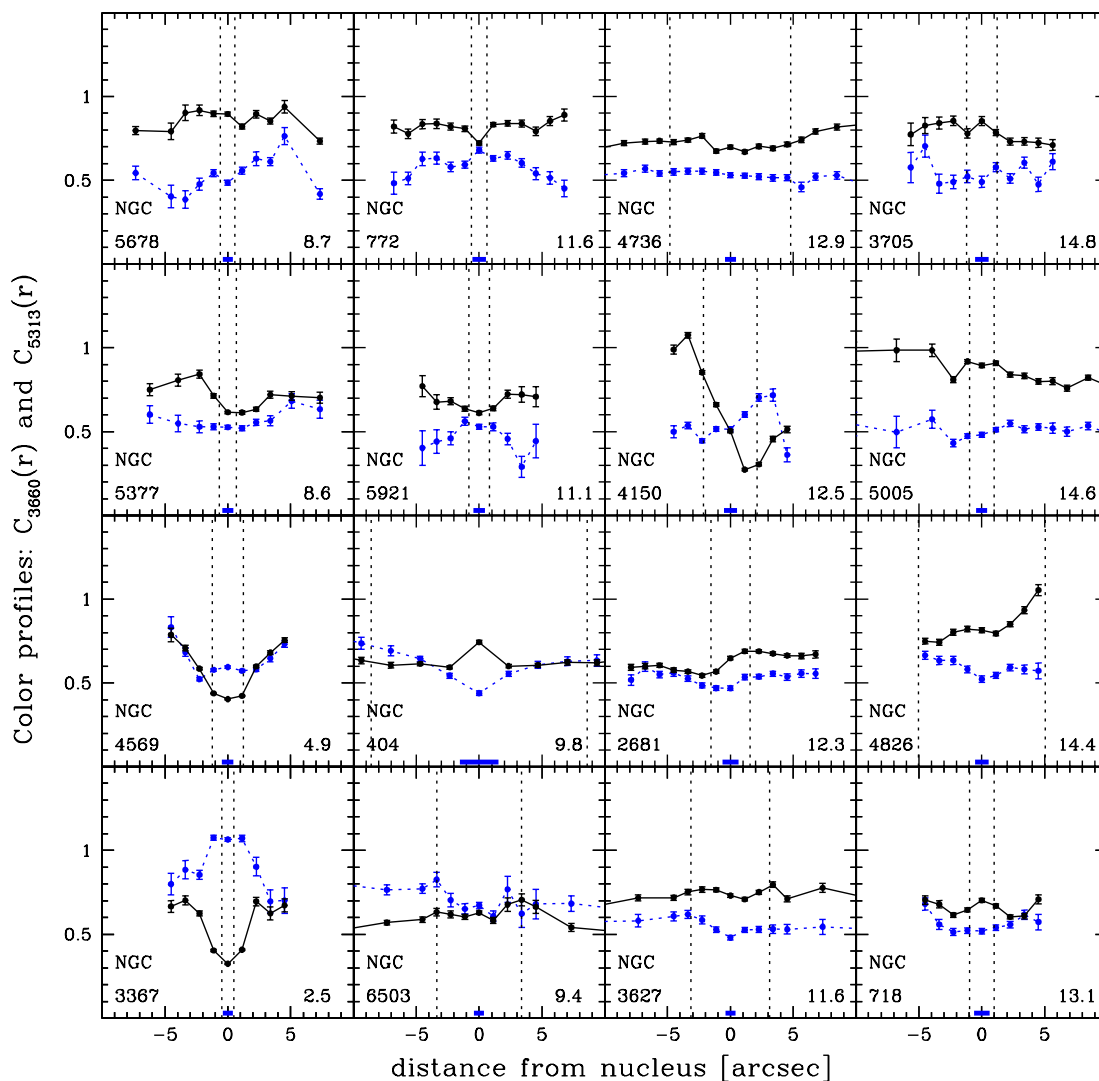 Color profiles: C3660(r) and C5313(r)
1
0.5
NGC
5678 8.7
NGC
772 11.6
NGC
4736 12.9
NGC
3705 14.8
1
0.5
NGC
5377 8.6
NGC
5921 11.1
NGC
4150 12.5
NGC
5005 14.6
1
0.5
NGC
4569 4.9
NGC
404 9.8
NGC
2681 12.3
NGC
4826 14.4
1
0.5
NGC
3367 2.5
NGC
6503 9.4
NGC
3627 11.6
NGC
718 13.1
−5 0 5 −5 0 5 −5 0 5 −5 0 5
distance from nucleus [arcsec]